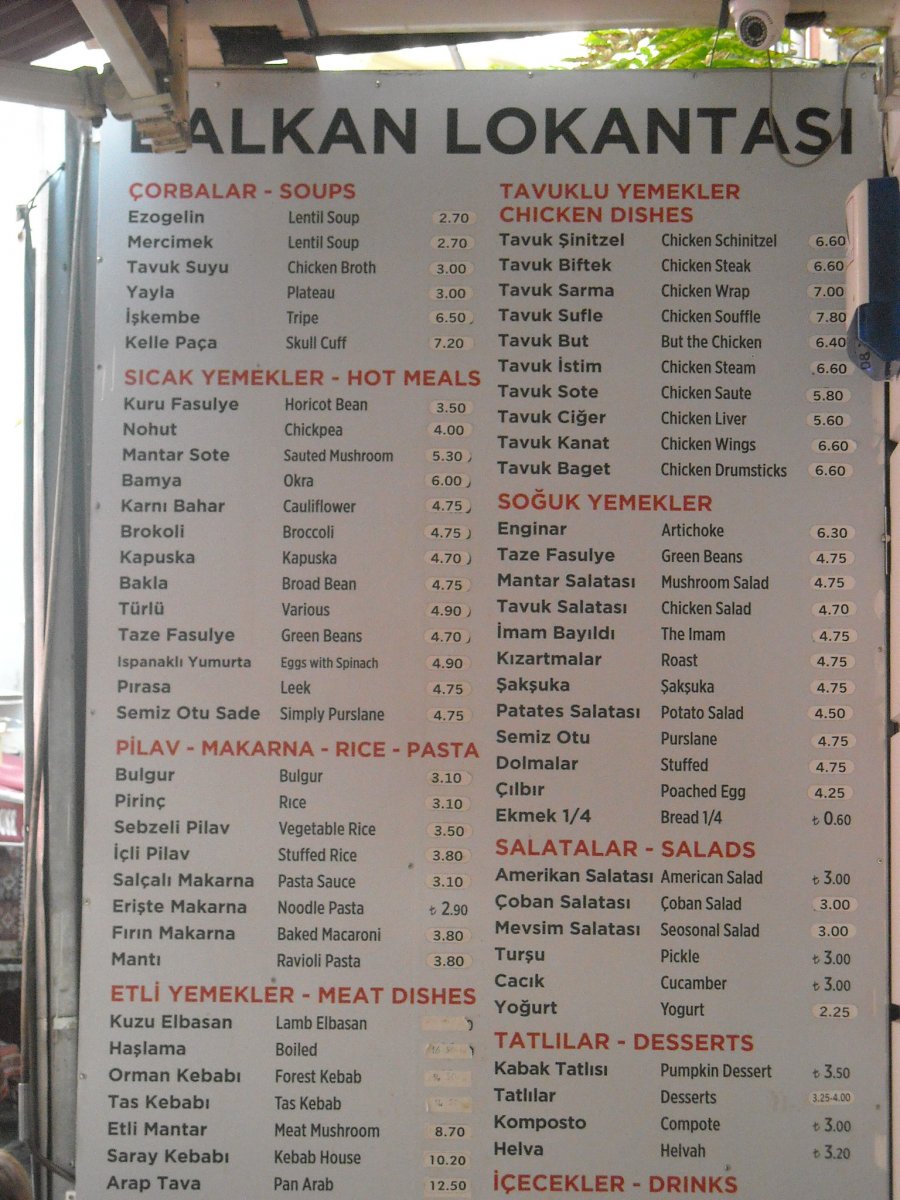 BALKAN LOKANTASI
ÇORBALAR - SOUPS
Ezogelin Lentil Soup 2.70
Mercimek Lentil Soup 2.70
Tavuk Suyu Chicken Broth 3.00
Yayla Plateau 3.00
İşkembe Tripe 6.50
Kelle Paça Skull Cuff 7.20
SICAK YEMEKLER - HOT MEALS
Kuru Fasulye Horicot Bean 3.50
Nohut Chickpea 4.00
Mantar Sote Sauted Mushroom 5.30
Bamya Okra 6.00
Karnı Bahar Cauliflower 4.75
Brokoli Broccoli 4.75
Kapuska Kapuska 4.70
Bakla Broad Bean 4.75
Türlü Various 4.90
Taze Fasulye Green Beans 4.70
Ispanaklı Yumurta Eggs with Spinach 4.90
Pırasa Leek 4.75
Semiz Otu Sade Simply Purslane 4.75
PİLAV - MAKARNA - RICE - PASTA
Bulgur Bulgur 3.10
Pirinç Rıce 3.10
Sebzeli Pilav Vegetable Rice 3.50
İçli Pilav Stuffed Rice 3.80
Salçalı Makarna Pasta Sauce 3.10
Erişte Makarna Noodle Pasta ₺ 2.90
Fırın Makarna Baked Macaroni 3.80
Mantı Ravioli Pasta 3.80
ETLİ YEMEKLER - MEAT DISHES
Kuzu Elbasan Lamb Elbasan
Haşlama Boiled
Orman Kebabı Forest Kebab
Tas Kebabı Tas Kebab
Etli Mantar Meat Mushroom 8.70
Saray Kebabı Kebab House 10.20
Arap Tava Pan Arab 12.50
TAVUKLU YEMEKLER
CHICKEN DISHES
Tavuk Şinitzel Chicken Schinitzel 6.60
Tavuk Biftek Chicken Steak 6.60
Tavuk Sarma Chicken Wrap 7.00
Tavuk Sufle Chicken Souffle 7.80
Tavuk But But the Chicken 6.40
Tavuk İstim Chicken Steam 6.60
Tavuk Sote Chicken Saute 5.80
Tavuk Ciğer Chicken Liver 5.60
Tavuk Kanat Chicken Wings 6.60
Tavuk Baget Chicken Drumsticks 6.60
SOĞUK YEMEKLER
Enginar Artichoke 6.30
Taze Fasulye Green Beans 4.75
Mantar Salatası Mushroom Salad 4.75
Tavuk Salatası Chicken Salad 4.70
İmam Bayıldı The Imam 4.75
Kızartmalar Roast 4.75
Şakşuka Şakşuka 4.75
Patates Salatası Potato Salad 4.50
Semiz Otu Purslane 4.75
Dolmalar Stuffed 4.75
Çılbır Poached Egg 4.25
Ekmek 1/4 Bread 1/4 ₺ 0.60
SALATALAR - SALADS
Amerikan Salatası American Salad ₺ 3.00
Çoban Salatası Çoban Salad 3.00
Mevsim Salatası Seosonal Salad 3.00
Turşu Pickle ₺ 3.00
Cacık Cucamber ₺ 3.00
Yoğurt Yogurt 2.25
TATLILAR - DESSERTS
Kabak Tatlısı Pumpkin Dessert ₺ 3.50
Tatlılar Desserts 3.25-4.00
Komposto Compote ₺ 3.00
Helva Helvah ₺ 3.20
İÇECEKLER - DRINKS